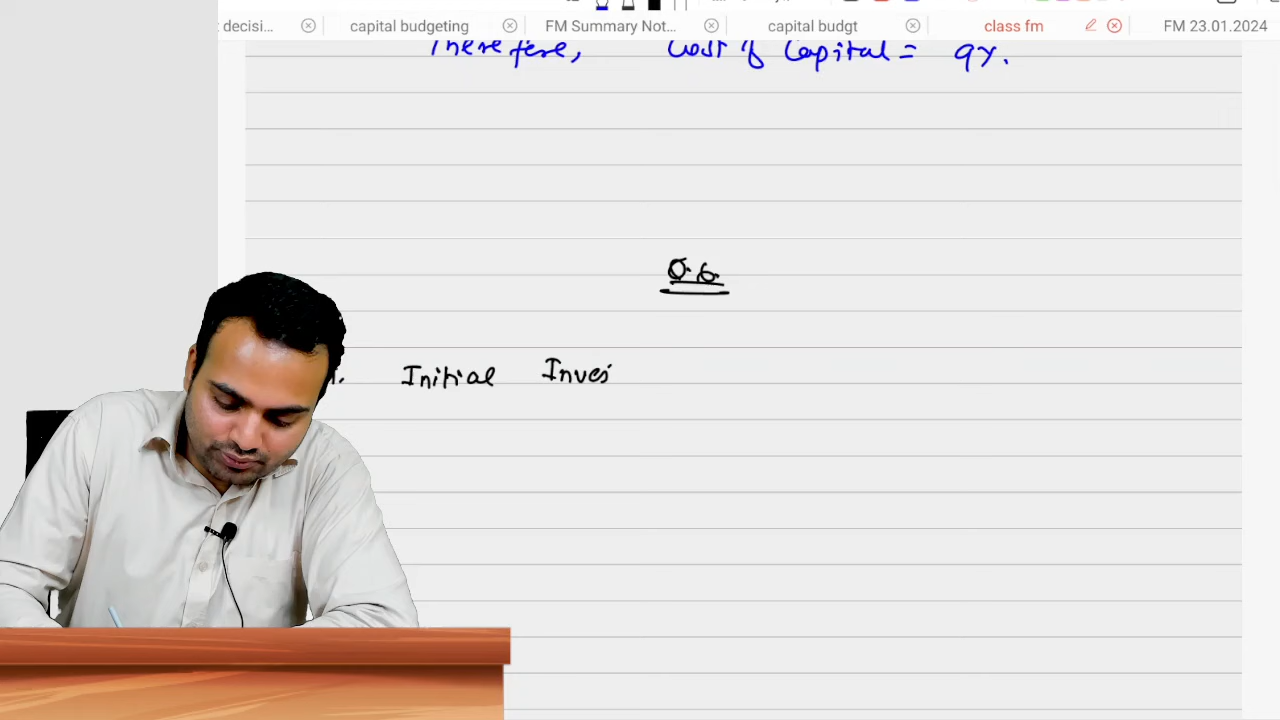 t decisi...
capital budgeting
FM Summary Not...
capital budgt
class fm
FM 23.01.2024
Therefore, Cost of Capital = 9%.
Q.6.
Initial Inves